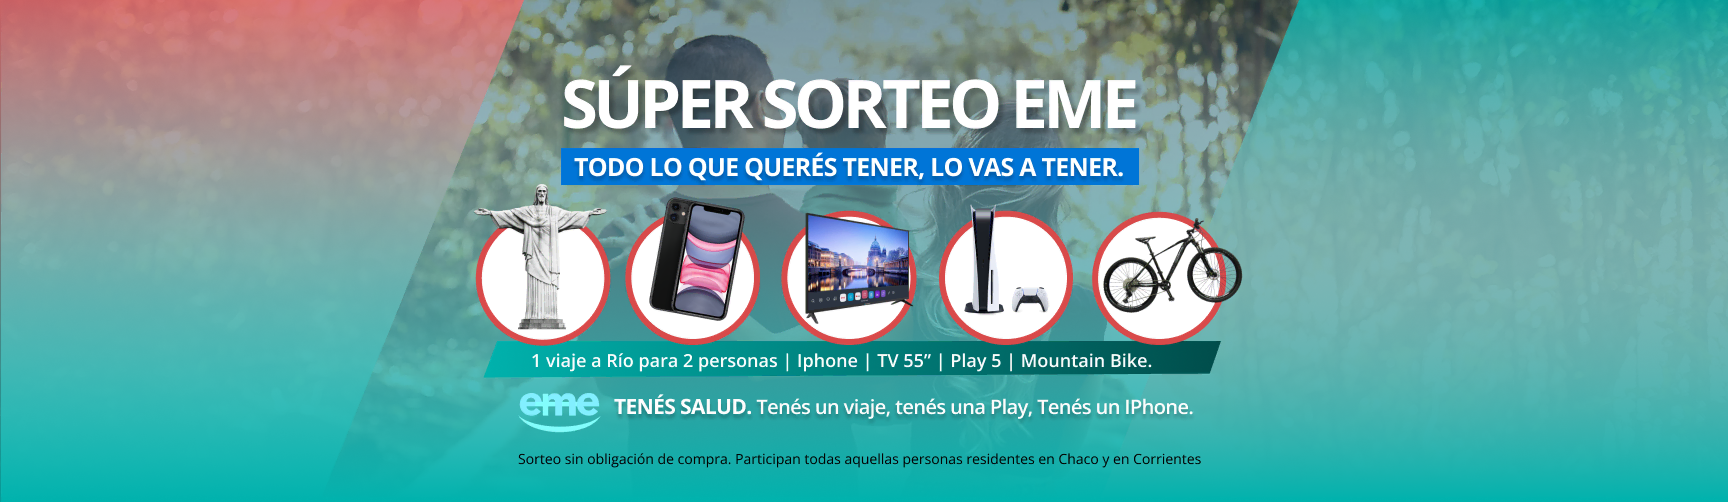 SÚPER SORTEO EME
TODO LO QUE QUERÉS TENER, LO VAS A TENER.
1 viaje a Río para 2 personas | Iphone | TV 55” | Play 5 | Mountain Bike.
eme TENÉS SALUD. Tenés un viaje, tenés una Play, Tenés un IPhone.
Sorteo sin obligación de compra. Participan todas aquellas personas residentes en Chaco y en Corrientes